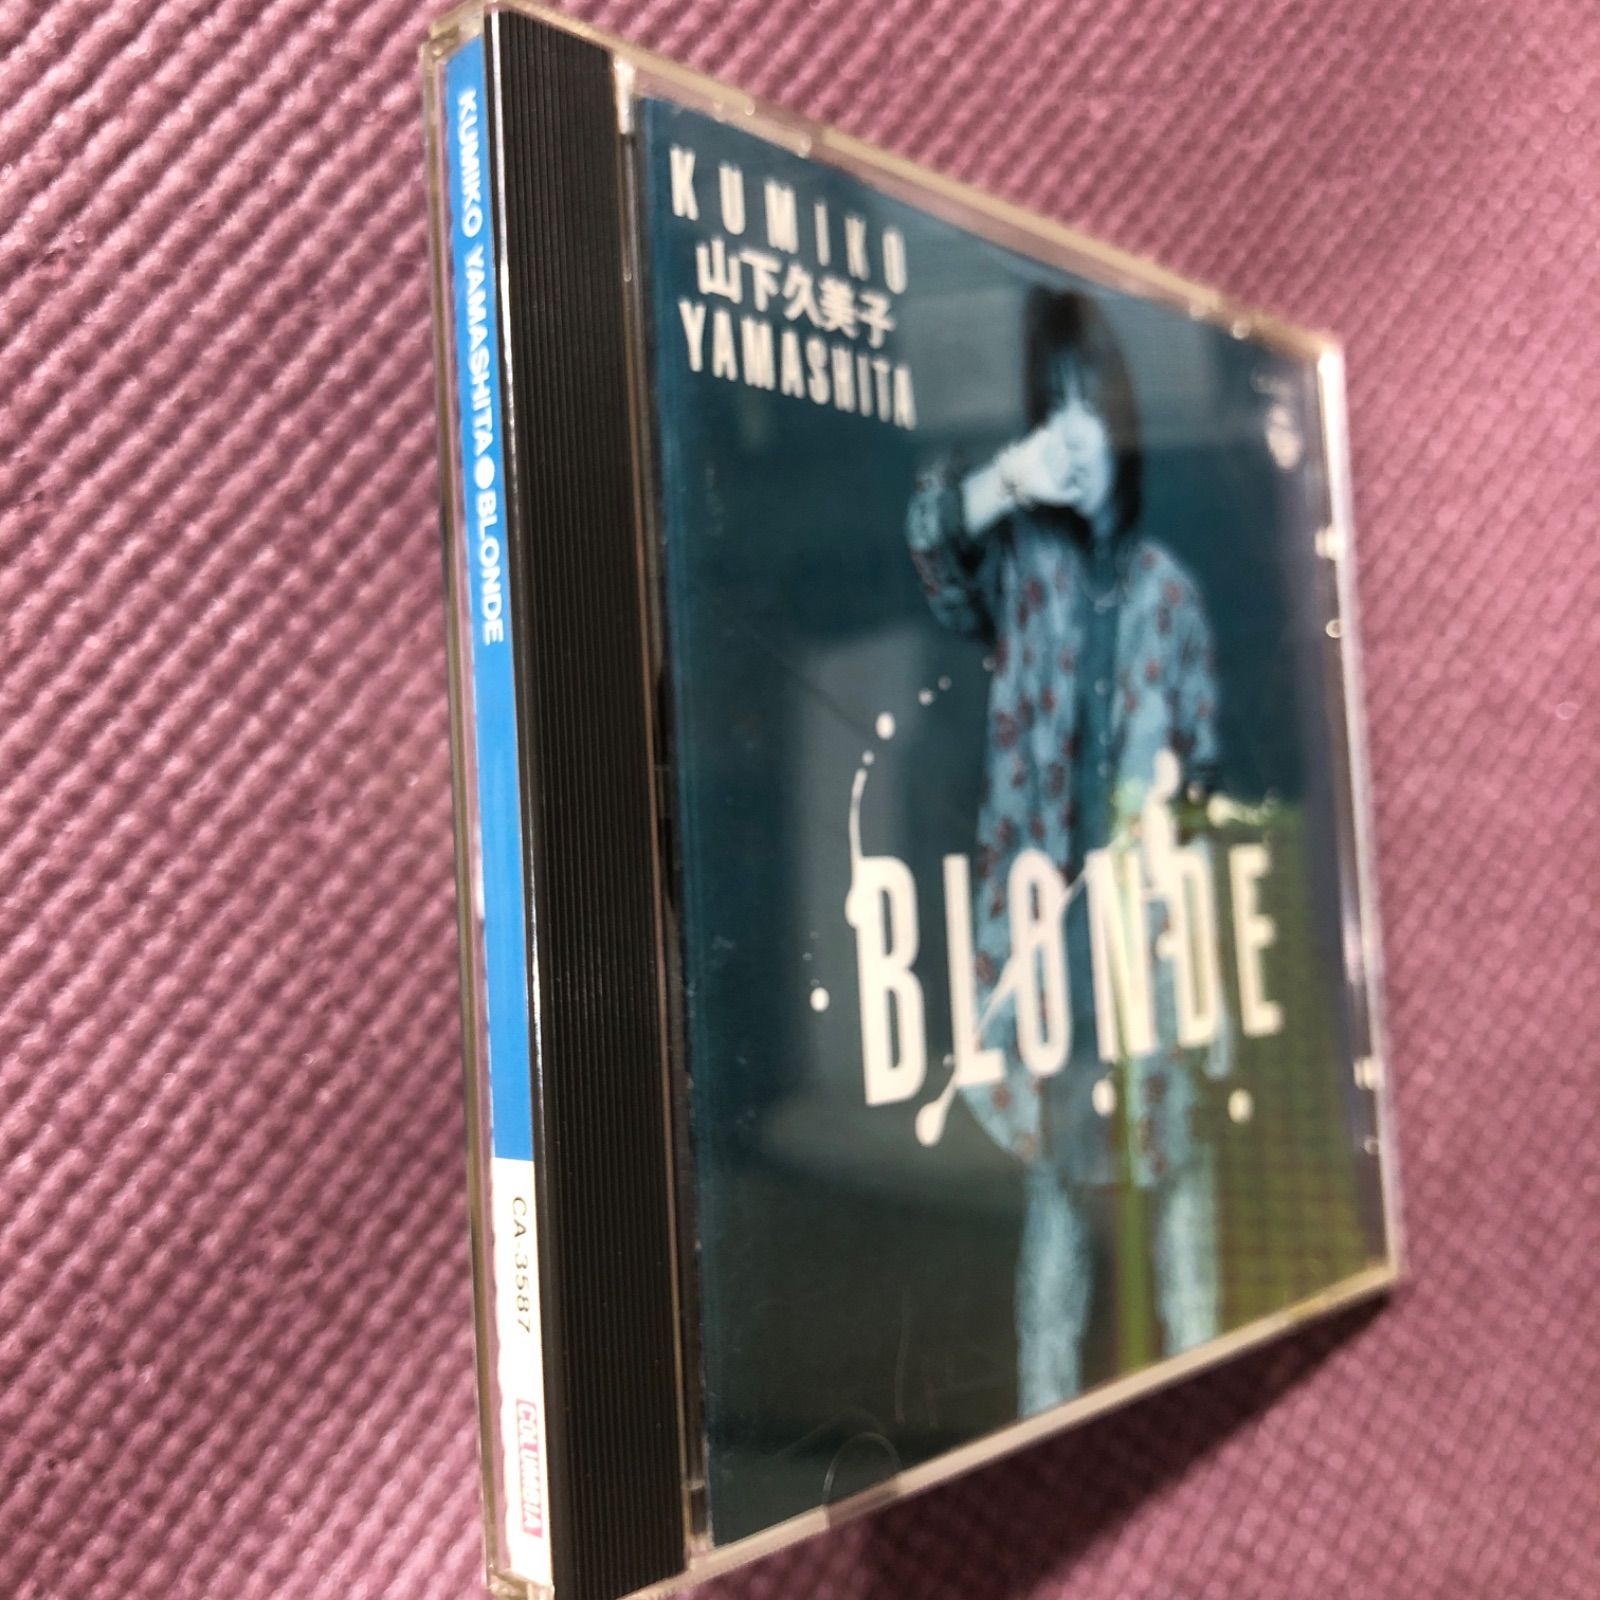 KUMIKO YAMASHITA●BLONDE
CA-3587
COLUMBIA
KUMIKO
山下久美子
YAMASHITA
BLONDE